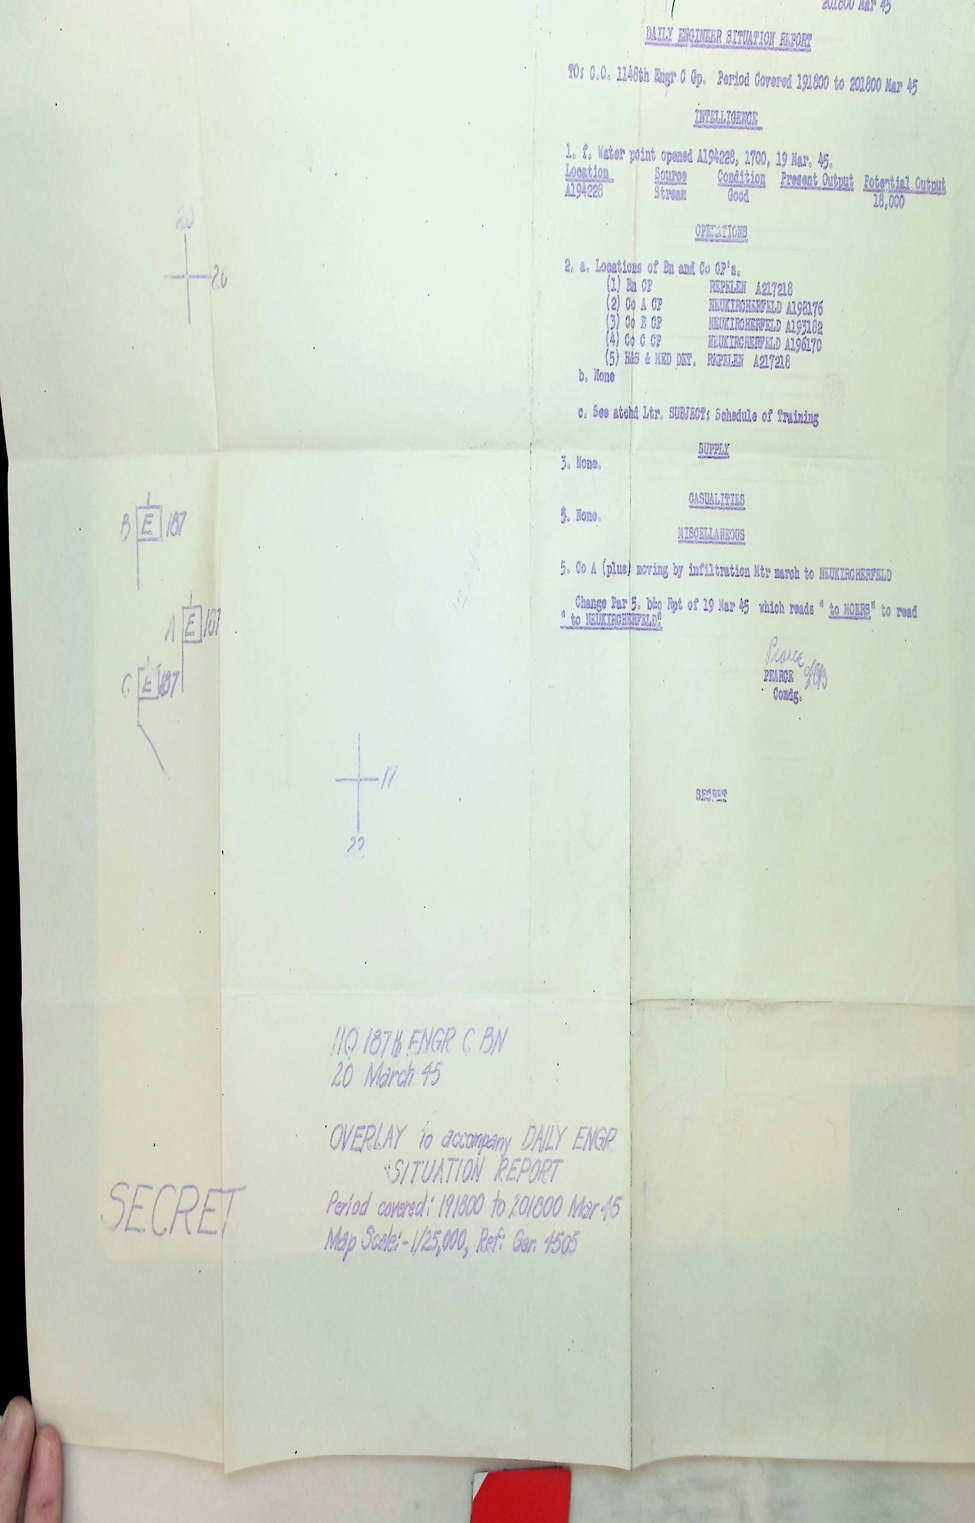 201800 Mar 45
DAILY ENGINEER SITUATION REPORT
TO: C.O. 1148th Engr C Gp. Period Covered 191800 to 201800 Mar 45
INTELLIGENCE
1. f. Water point opened A194228, 1700, 19 Mar. 45.
Location Source Condition Present Output Potential Output
A194228 Stream Good 18,000
OPERATIONS
2. a. Locations of Bn and Co CP's.
(1) Bn CP REPELEN A217218
(2) Co A CP NEUKIRCHERFELD A198176
(3) Co B CP NEUKIRCHERFELD A193182
(4) Co C CP NEUKIRCHERFELD A196170
(5) H&S & MED DET. REPELEN A217218
b. None
c. See atchd Ltr. SUBJECT: Schedule of Training
SUPPLY
3. None.
CASUALITIES
4. None.
MISCELLANEOUS
5. Co A (plus) moving by infiltration Mtr march to NEUKIRCHERFELD
Change Par 5. Rpt of 19 Mar 45 which reads " to MOERS" to read
" to NEUKIRCHERFELD"
Pearce
PEARCE
Comdg.
SECRET
20
20
B E 187
A E 187
C E 187
17
22
HQ 187th ENGR C BN
20 March 45
OVERLAY to accompany DAILY ENGR
SITUATION REPORT
Period covered: 191800 to 201800 Mar 45
Map Scale:- 1/25,000, Ref: Ger. 4505
SECRET